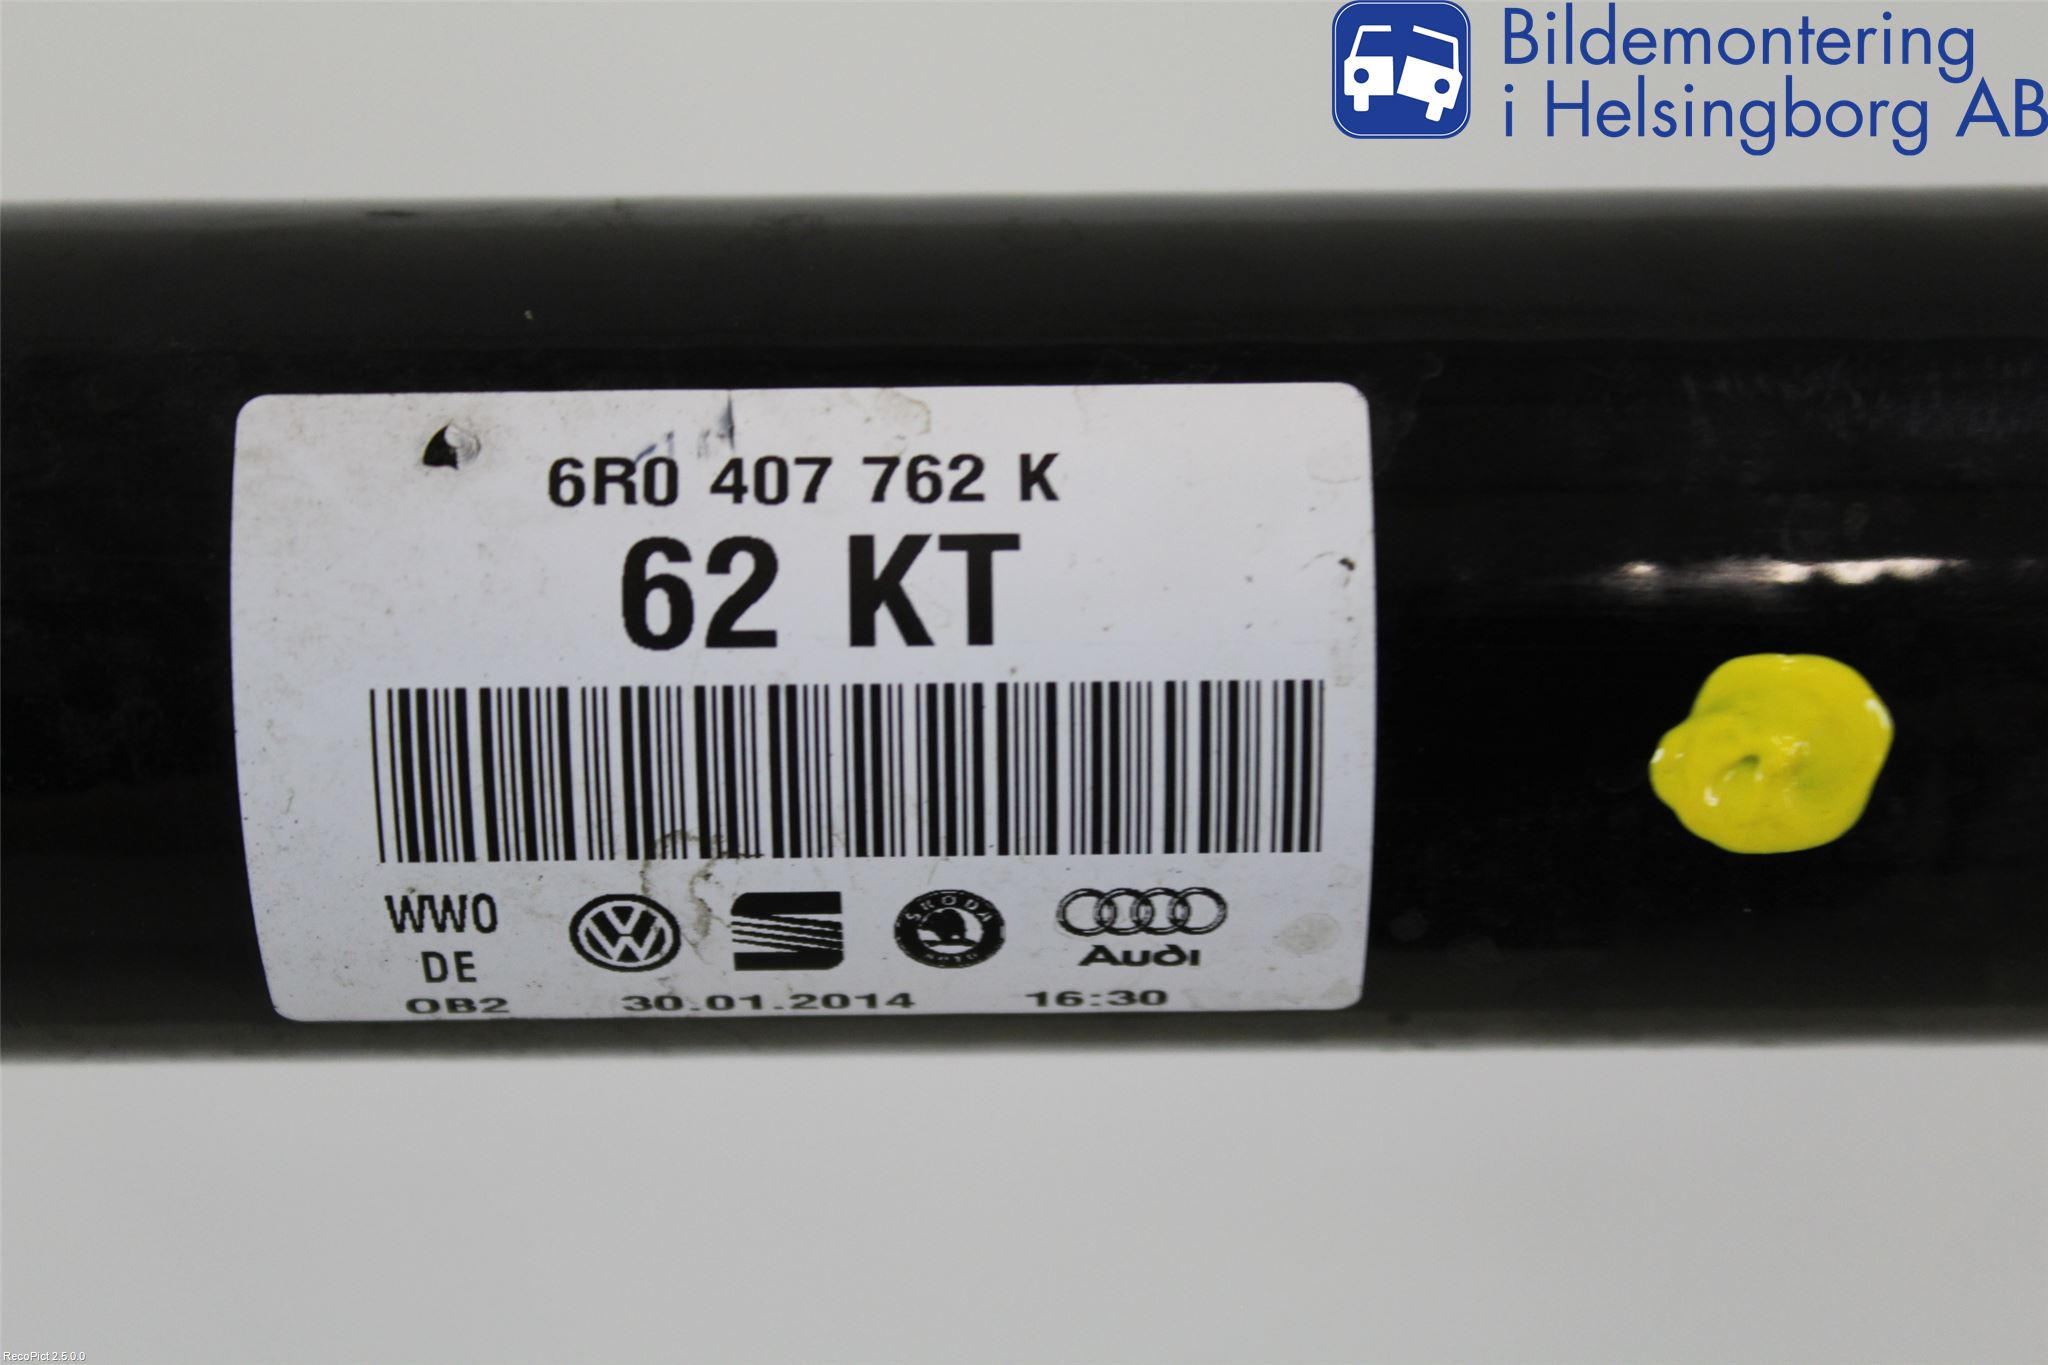 Bildemontering
i Helsingborg AB
6R0 407 762 K
62 KT
WW0
DE
OB2
SKODA
Audi
30.01.2014 16:30
RecoPict 2.5.0.0